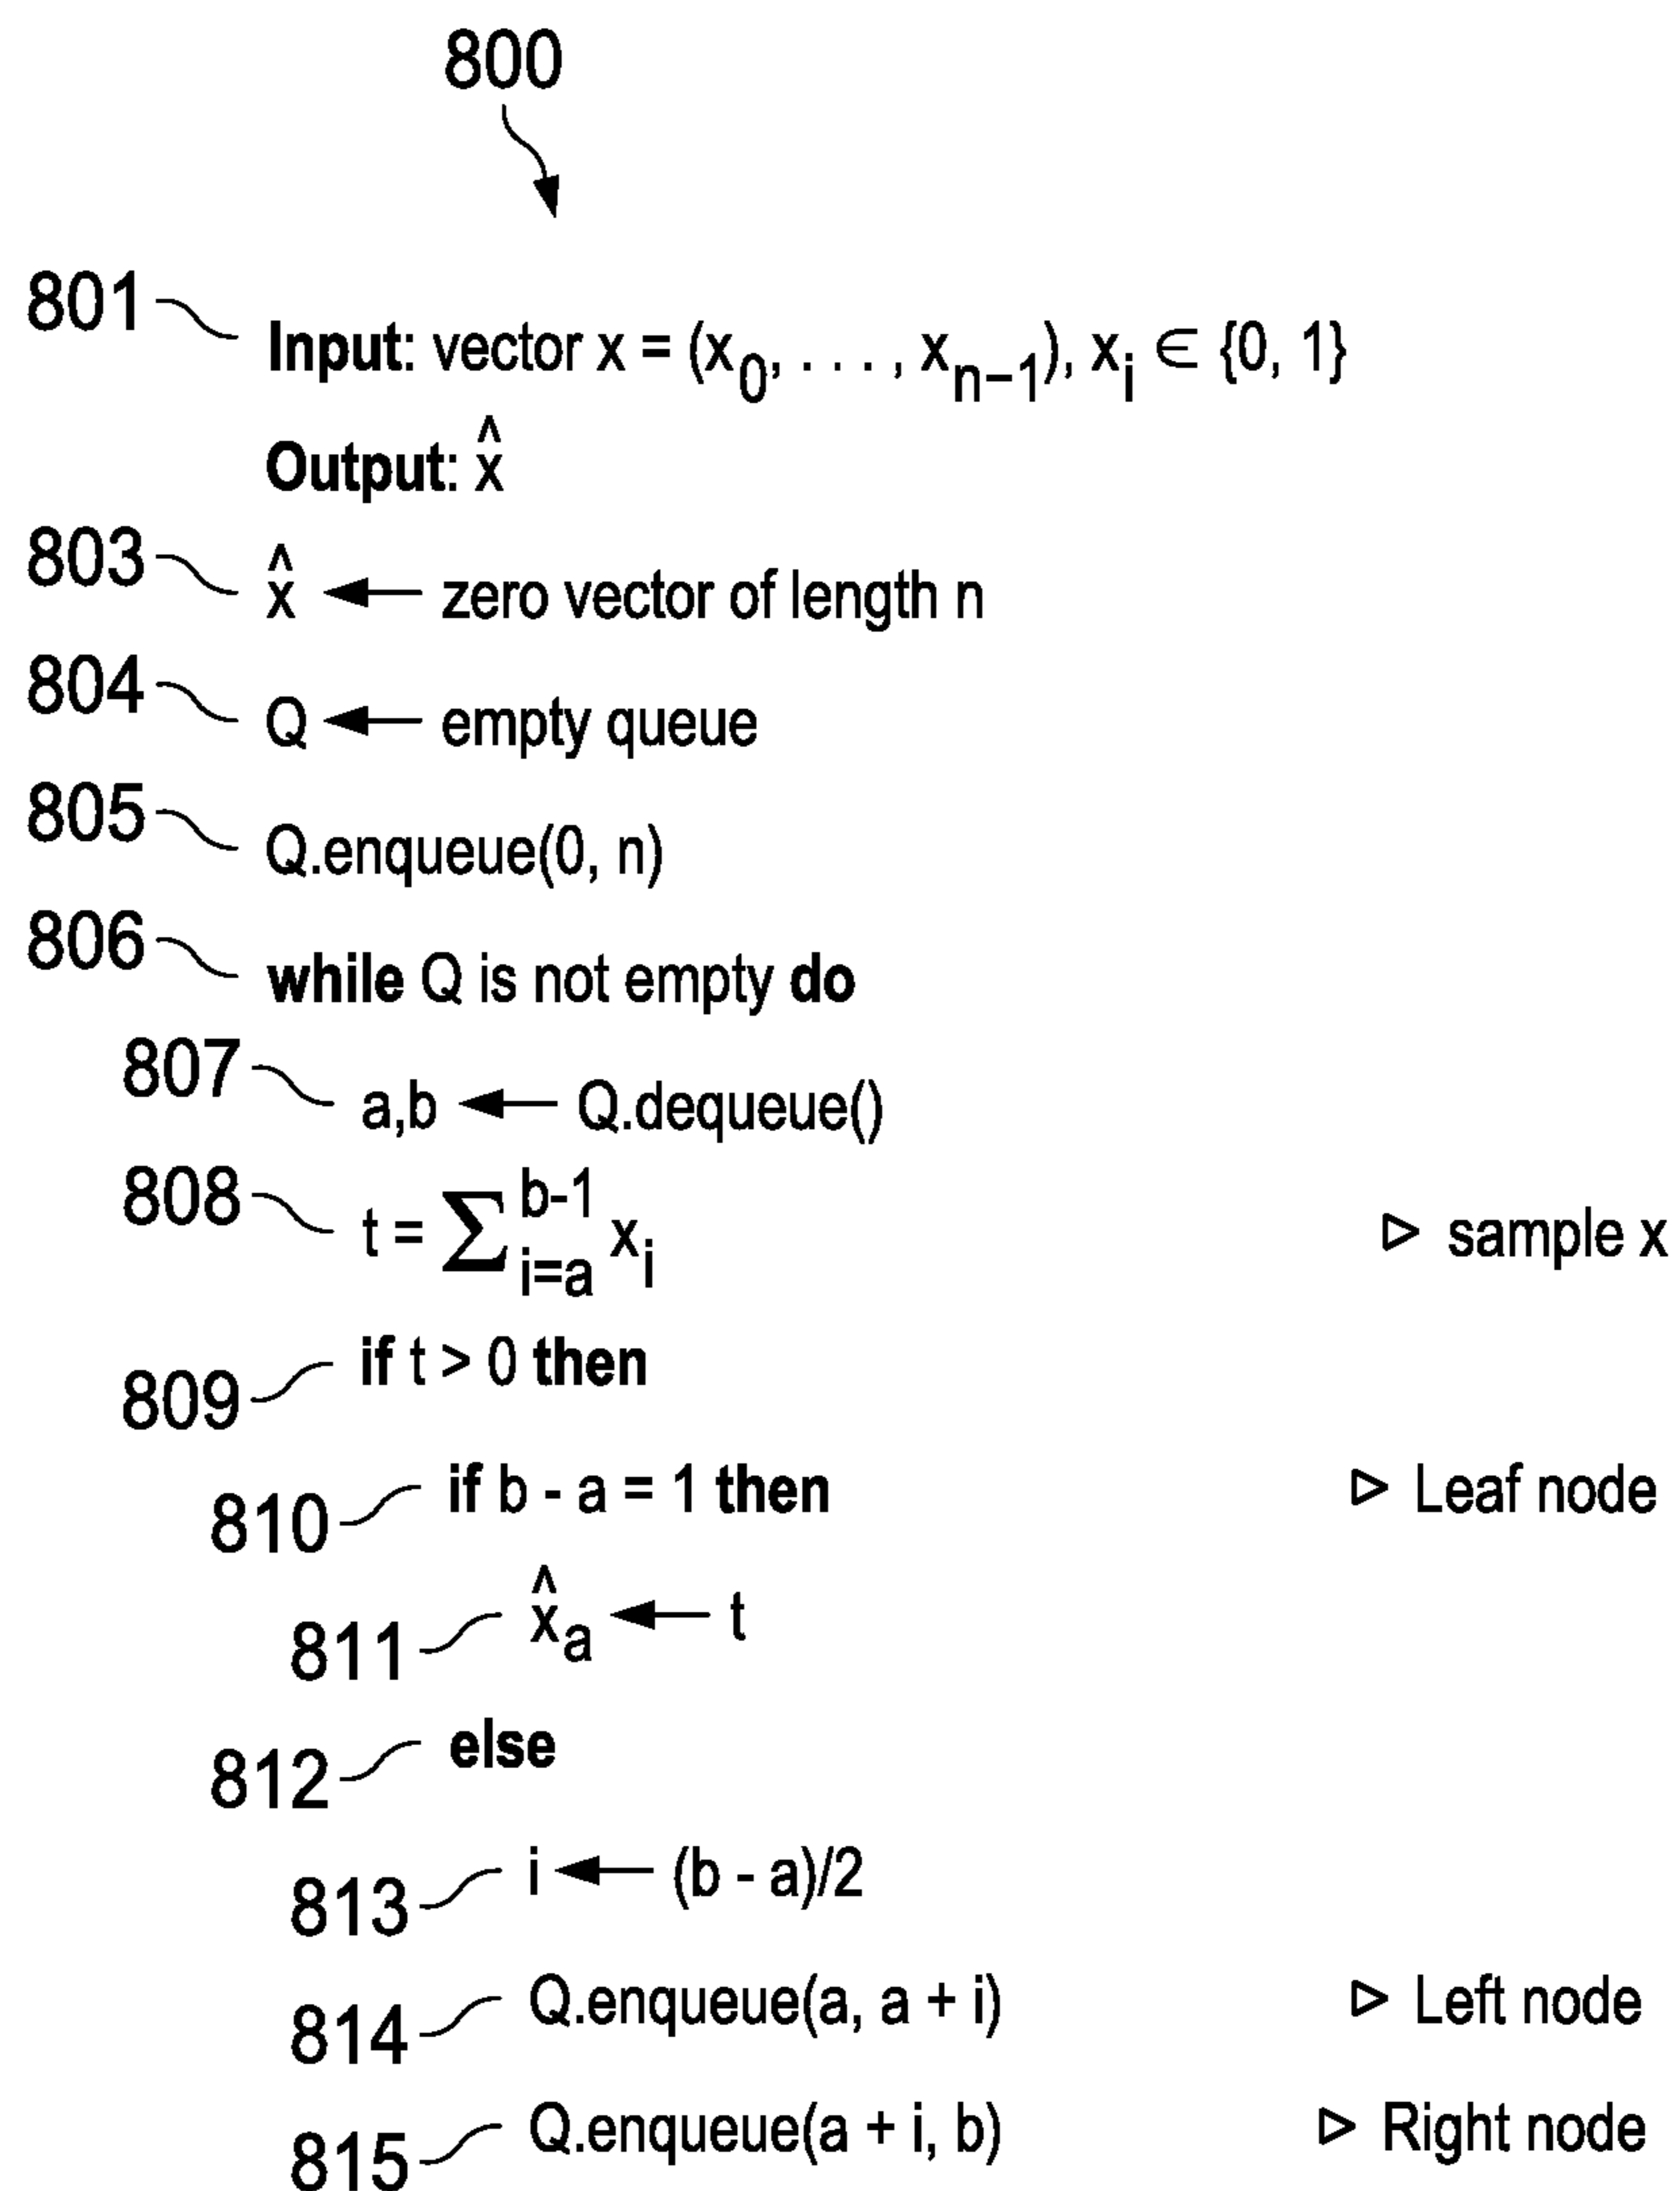 800
801 Input: vector x = (x₀, . . . , xₙ₋₁), xᵢ ∈ {0, 1}
Output: x̂
803 x̂ ← zero vector of length n
804 Q ← empty queue
805 Q.enqueue(0, n)
806 while Q is not empty do
807 a,b ← Q.dequeue()
808 t = ∑ᵢ₌ₐᵇ⁻¹ xᵢ ▷ sample x
809 if t > 0 then
810 if b - a = 1 then ▷ Leaf node
811 x̂ₐ ← t
812 else
813 i ← (b - a)/2
814 Q.enqueue(a, a + i) ▷ Left node
815 Q.enqueue(a + i, b) ▷ Right node